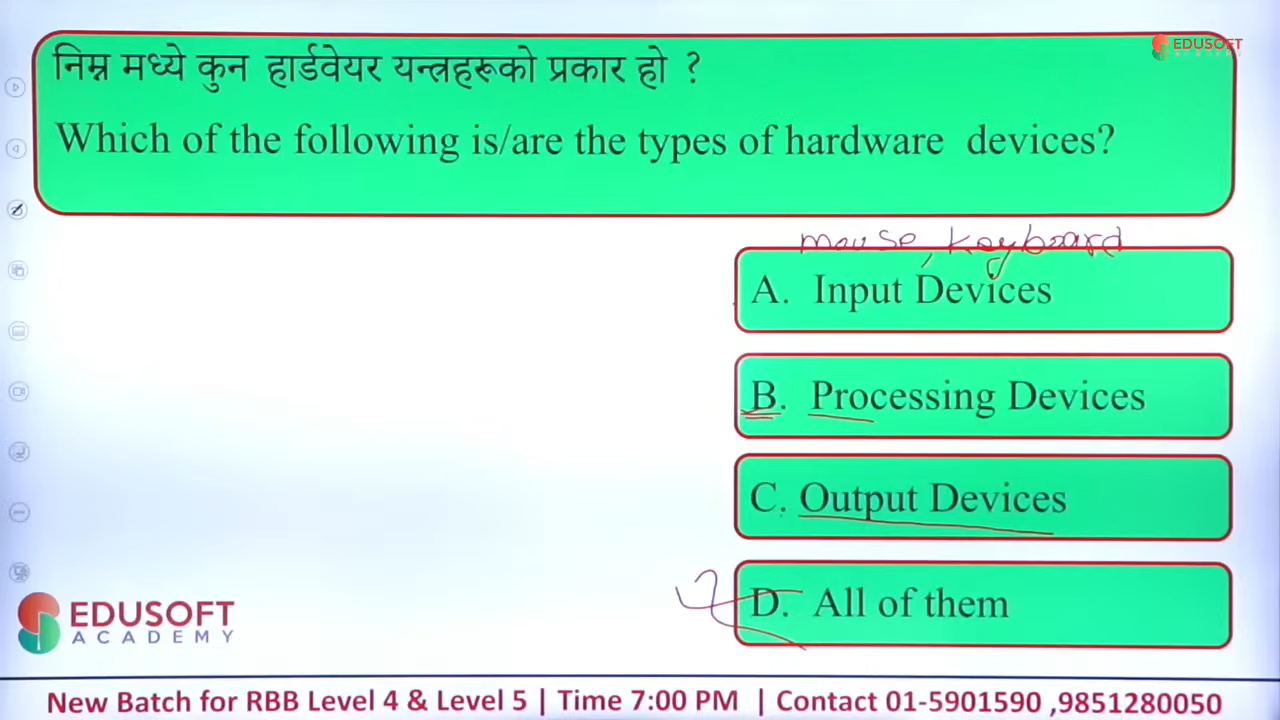 EDUSOFT
ACADEMY
निम्न मध्ये कुन हार्डवेयर यन्त्रहरूको प्रकार हो ?
Which of the following is/are the types of hardware devices?
mouse, keyboard
A. Input Devices
B. Processing Devices
C. Output Devices
D. All of them
EDUSOFT
ACADEMY
New Batch for RBB Level 4 & Level 5 | Time 7:00 PM | Contact 01-5901590 ,9851280050